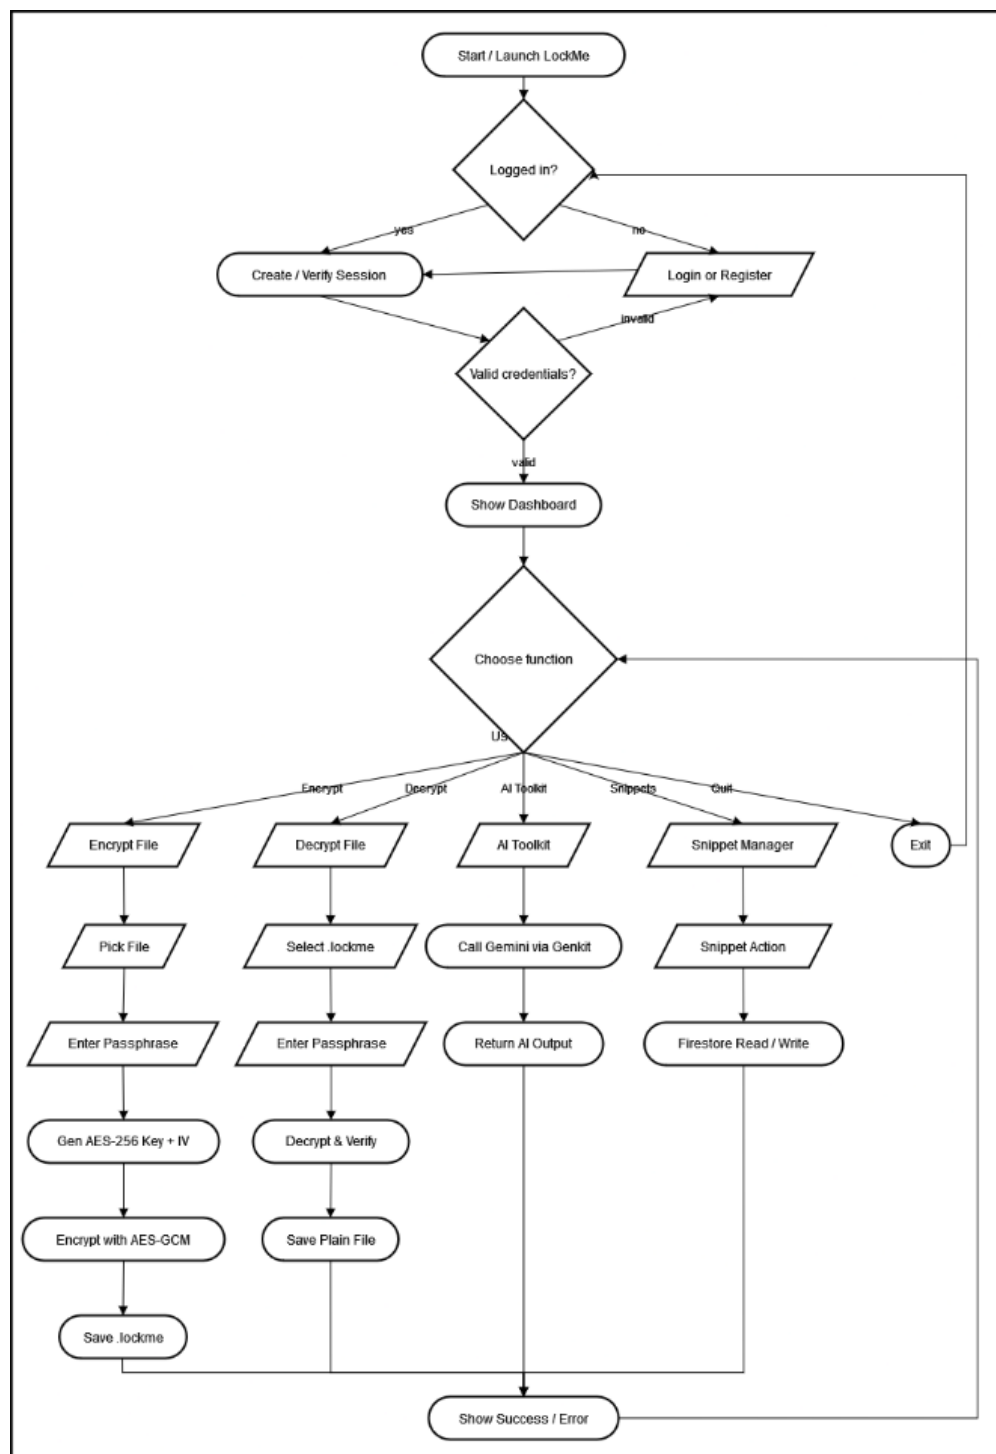 Start / Launch LockMe
Logged in?
yes
no
Create / Verify Session
Login or Register
invalid
Valid credentials?
valid
Show Dashboard
Choose function
Us
Encrypt
Decrypt
AI Toolkit
Snippets
Quit
Encrypt File
Decrypt File
AI Toolkit
Snippet Manager
Exit
Pick File
Select .lockme
Call Gemini via Genkit
Snippet Action
Enter Passphrase
Enter Passphrase
Return AI Output
Firestore Read / Write
Gen AES-256 Key + IV
Decrypt & Verify
Encrypt with AES-GCM
Save Plain File
Save .lockme
Show Success / Error